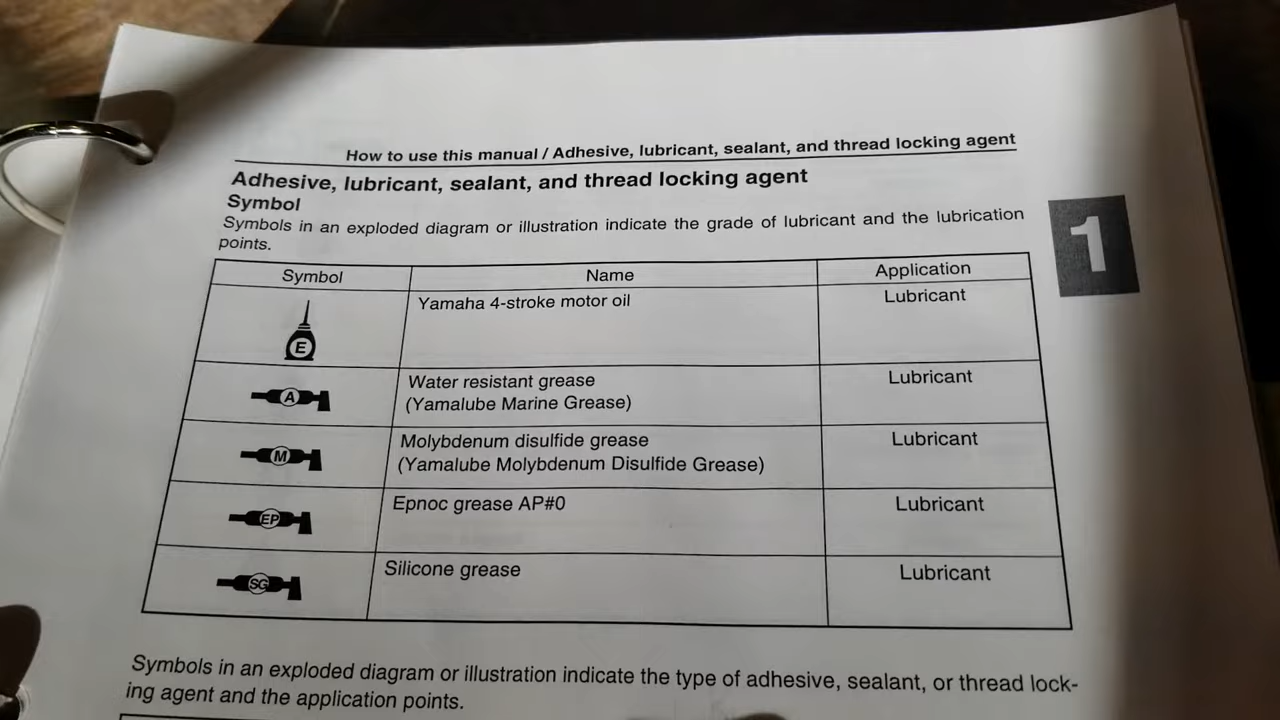 How to use this manual / Adhesive, lubricant, sealant, and thread locking agent
Adhesive, lubricant, sealant, and thread locking agent
Symbol
Symbols in an exploded diagram or illustration indicate the grade of lubricant and the lubrication
points.
1
Symbol Name Application
E Yamaha 4-stroke motor oil Lubricant
A Water resistant grease Lubricant
(Yamalube Marine Grease)
M Molybdenum disulfide grease Lubricant
(Yamalube Molybdenum Disulfide Grease)
EP Epnoc grease AP#0 Lubricant
SG Silicone grease Lubricant
Symbols in an exploded diagram or illustration indicate the type of adhesive, sealant, or thread lock-
ing agent and the application points.